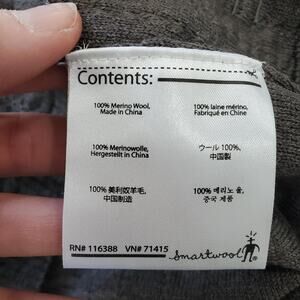 Contents:
100% Merino Wool,
Made in China
100% laine mérino,
Fabriqué en Chine
100% Merinowolle,
Hergestellt in China
ウール 100%,
中国製
100% 美利奴羊毛,
中国制造
100% 메리노 울,
중국 제품
RN# 116388 VN# 71415
Smartwool ®